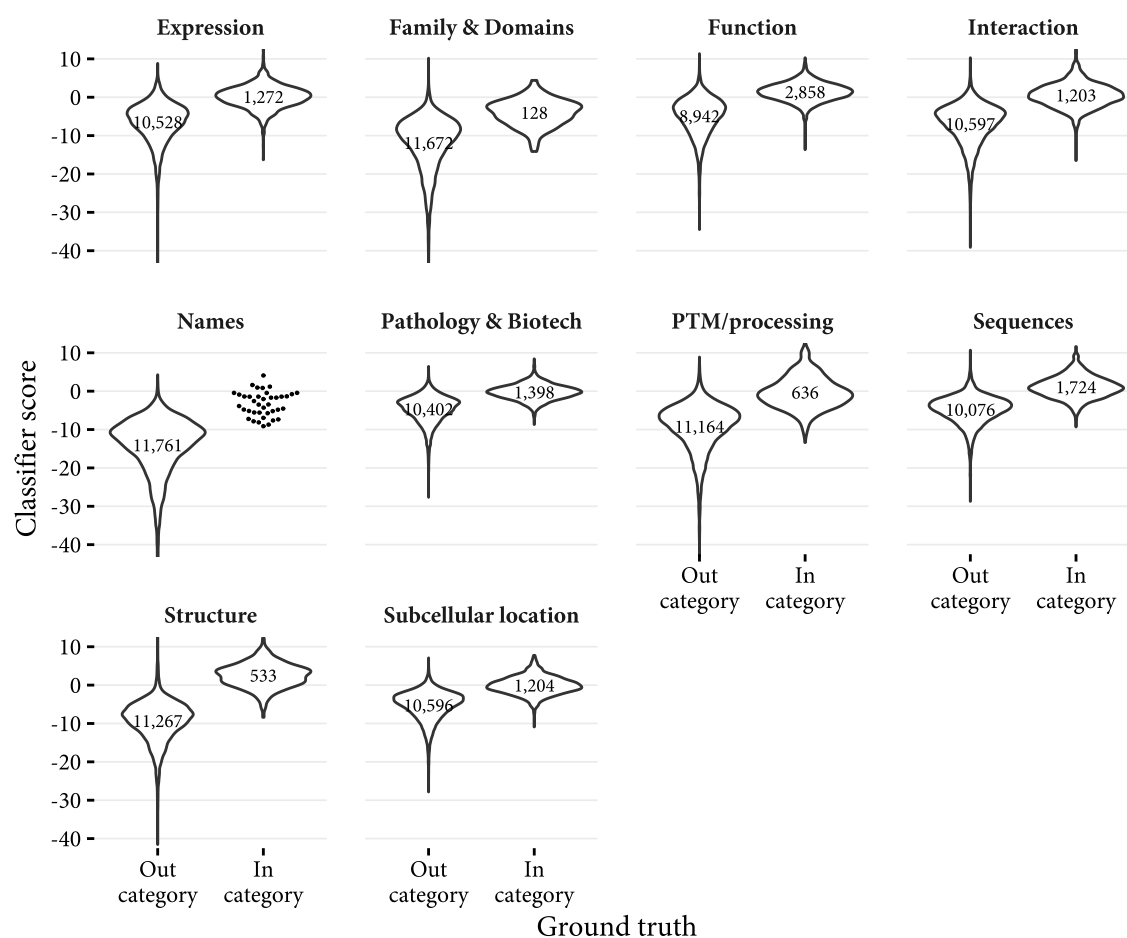 Expression Family & Domains Function Interaction
10
0
-10
-20
-30
-40
10,528 1,272 11,672 128 8,942 2,858 10,597 1,203
Names Pathology & Biotech PTM/processing Sequences
10
0
-10
-20
-30
-40
11,761 10,402 1,398 11,164 636 10,076 1,724
Out category In category Out category In category
Structure Subcellular location
10
0
-10
-20
-30
-40
11,267 533 10,596 1,204
Out category In category Out category In category
Classifier score
Ground truth